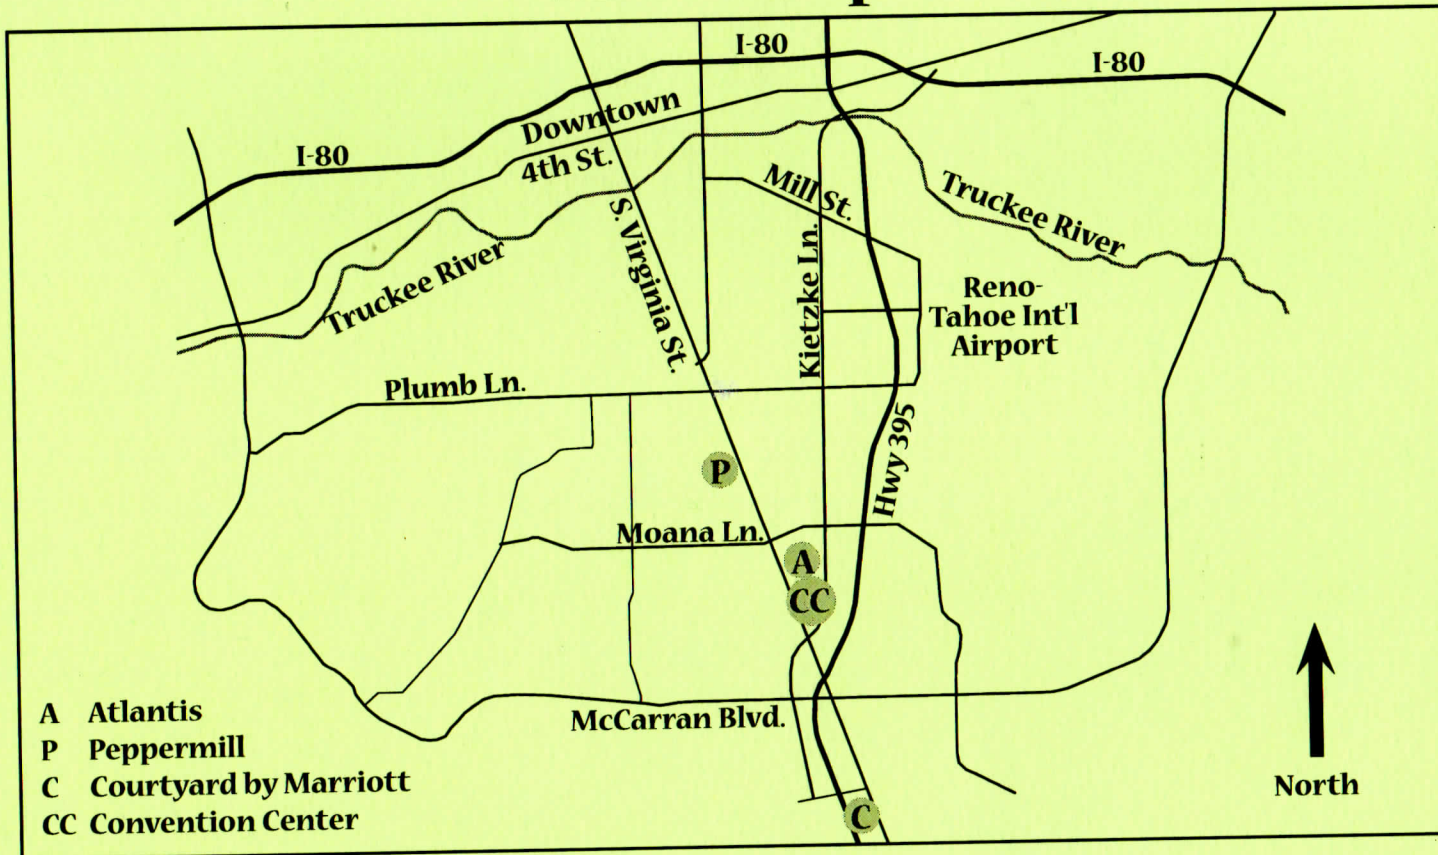 I-80
I-80
I-80
Downtown
4th St.
Mill St.
Truckee River
Truckee River
S. Virginia St.
Kietzke Ln.
Reno-
Tahoe Int'l
Airport
Plumb Ln.
Hwy 395
P
Moana Ln.
A
CC
McCarran Blvd.
C
A Atlantis
P Peppermill
C Courtyard by Marriott
CC Convention Center
North